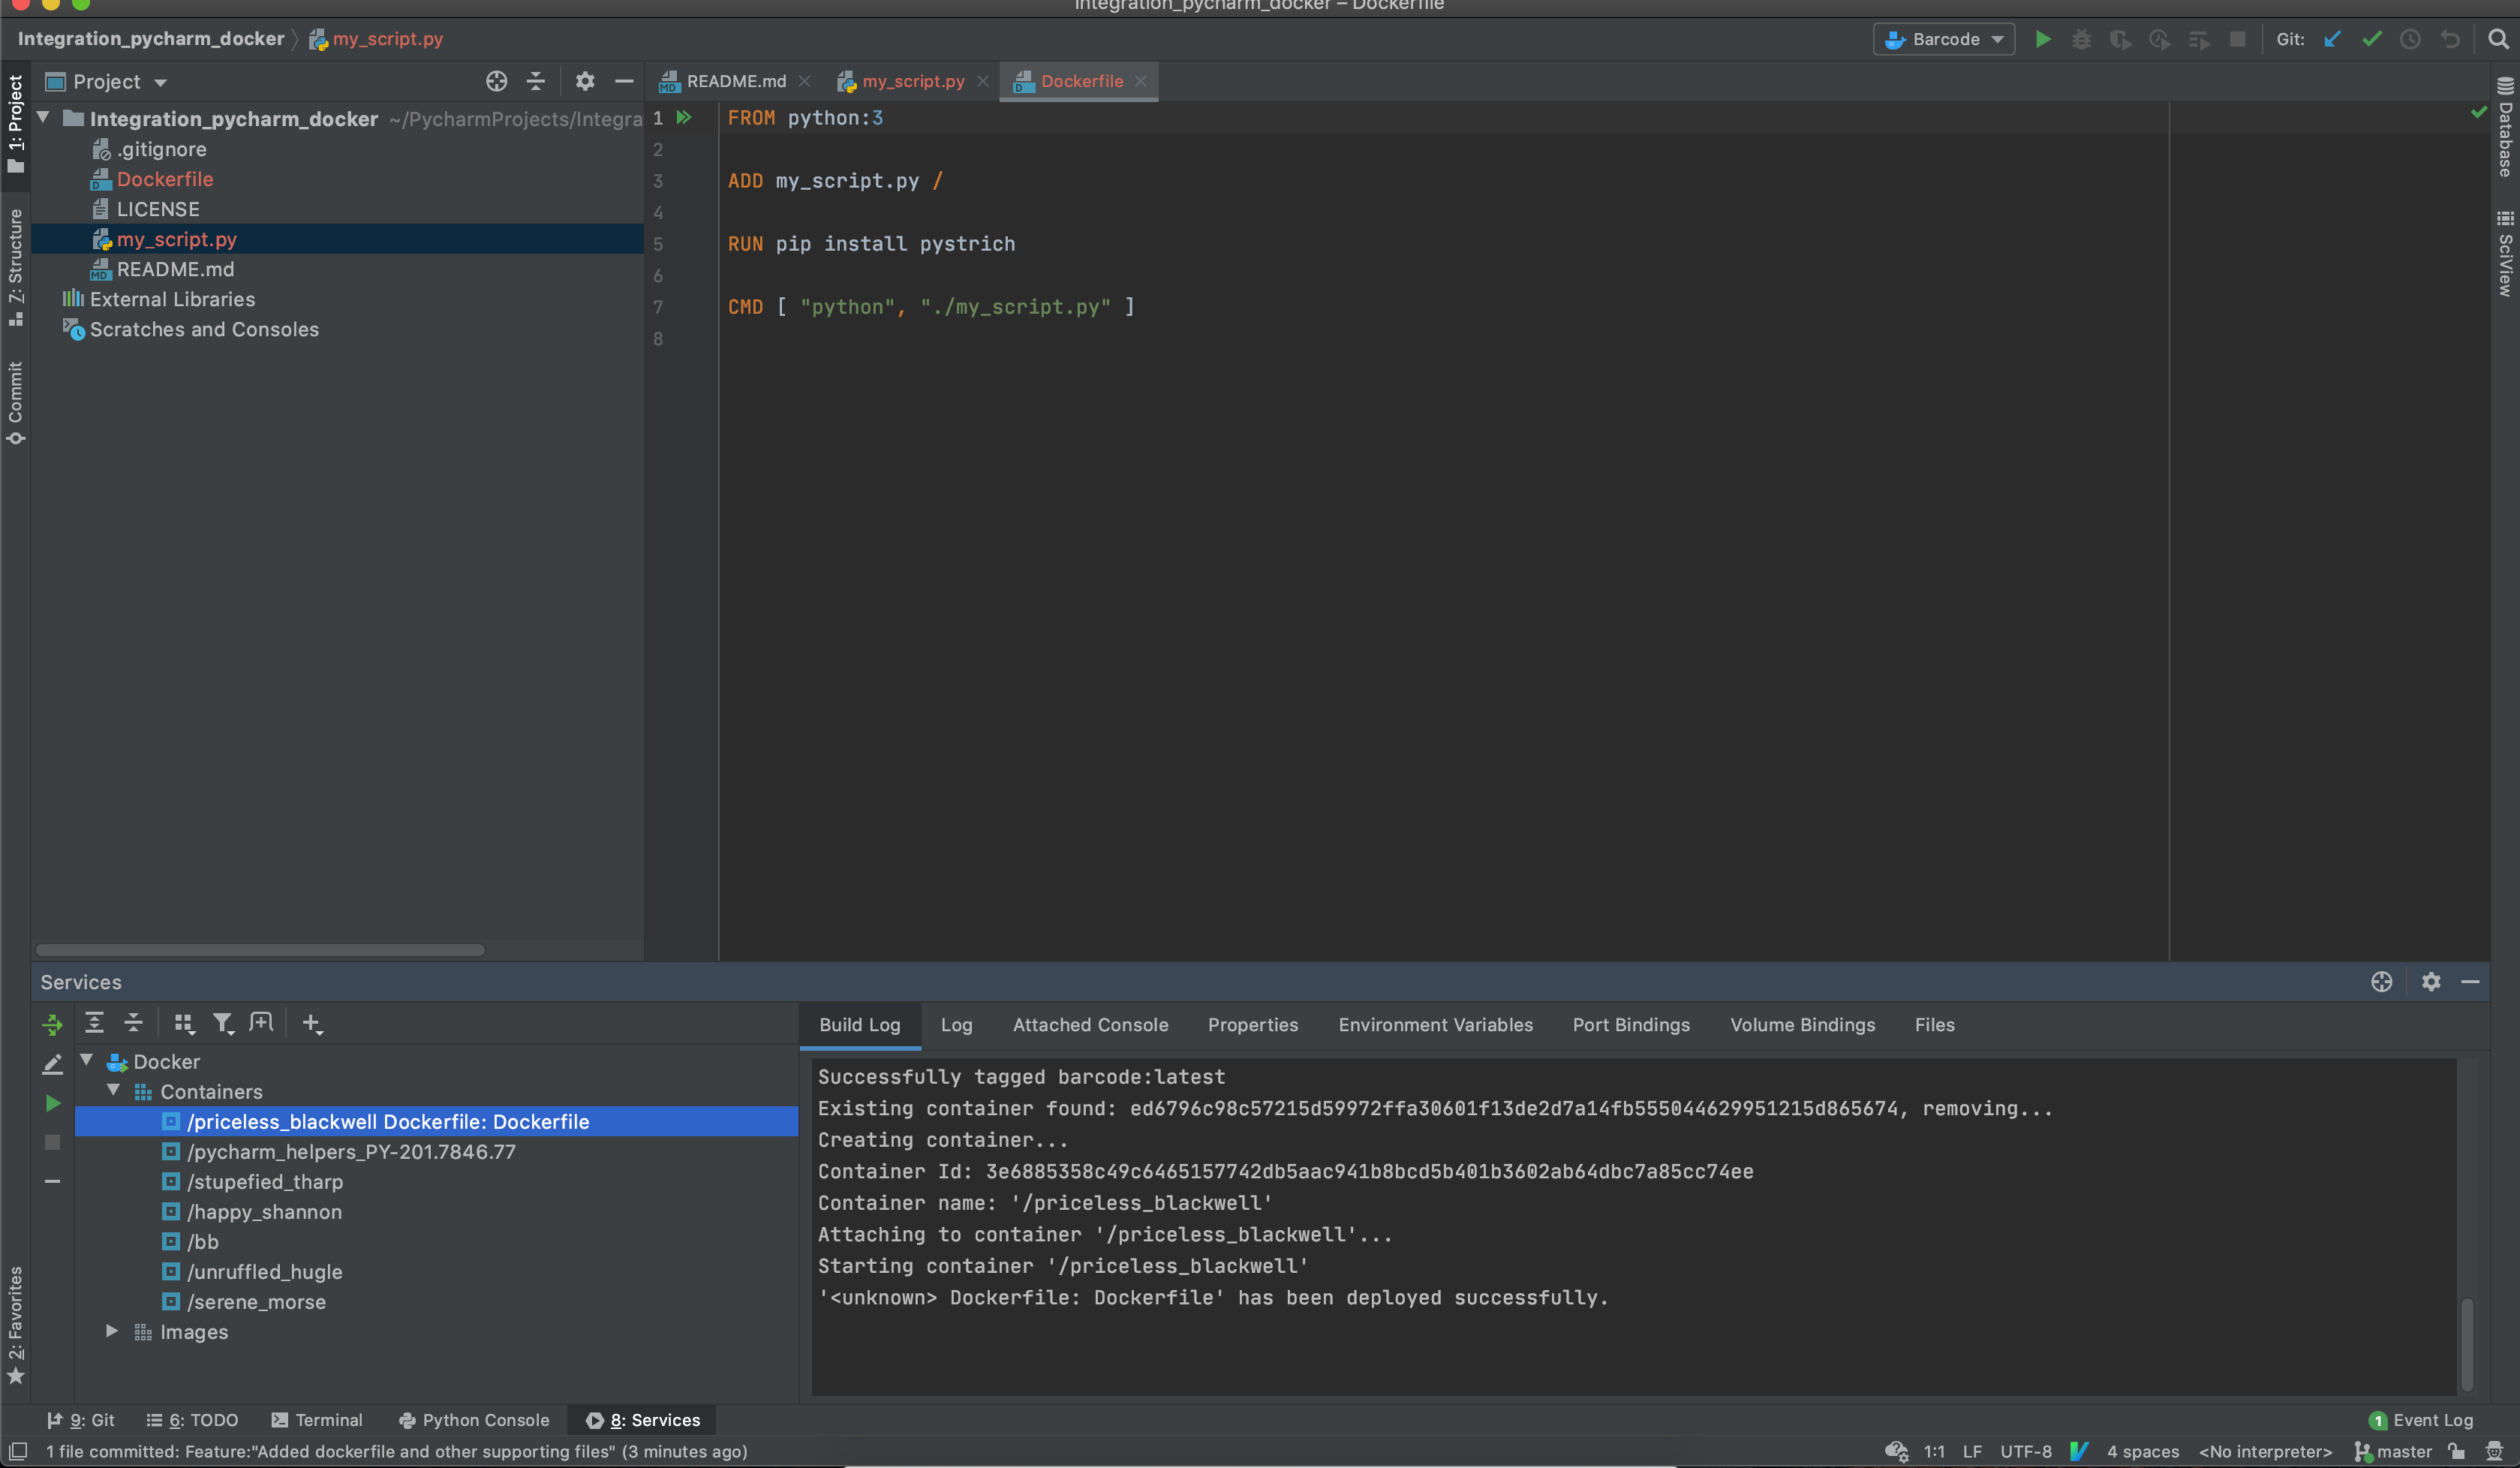 Integration_pycharm_docker – Dockerfile
Integration_pycharm_docker
my_script.py
Barcode
Git:
1: Project
Z: Structure
Commit
2: Favorites
Project
README.md
my_script.py
Dockerfile
Integration_pycharm_docker ~/PycharmProjects/Integra
.gitignore
Dockerfile
LICENSE
my_script.py
README.md
External Libraries
Scratches and Consoles
1 FROM python:3
2
3 ADD my_script.py /
4
5 RUN pip install pystrich
6
7 CMD [ "python", "./my_script.py" ]
8
Database
SciView
Services
Docker
Containers
/priceless_blackwell Dockerfile: Dockerfile
/pycharm_helpers_PY-201.7846.77
/stupefied_tharp
/happy_shannon
/bb
/unruffled_hugle
/serene_morse
Images
Build Log
Log
Attached Console
Properties
Environment Variables
Port Bindings
Volume Bindings
Files
Successfully tagged barcode:latest
Existing container found: ed6796c98c57215d59972ffa30601f13de2d7a14fb555044629951215d865674, removing...
Creating container...
Container Id: 3e6885358c49c6465157742db5aac941b8bcd5b401b3602ab64dbc7a85cc74ee
Container name: '/priceless_blackwell'
Attaching to container '/priceless_blackwell'...
Starting container '/priceless_blackwell'
'<unknown> Dockerfile: Dockerfile' has been deployed successfully.
9: Git
6: TODO
Terminal
Python Console
8: Services
1 Event Log
1 file committed: Feature:"Added dockerfile and other supporting files" (3 minutes ago)
1:1
LF
UTF-8
4 spaces
<No interpreter>
master